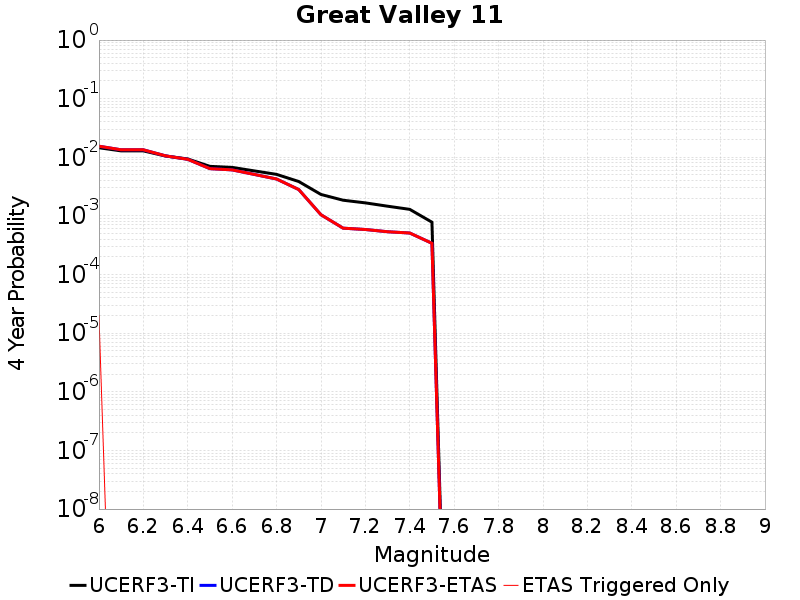 Great Valley 11
4 Year Probability
10^0
10^-1
10^-2
10^-3
10^-4
10^-5
10^-6
10^-7
10^-8
6 6.2 6.4 6.6 6.8 7 7.2 7.4 7.6 7.8 8 8.2 8.4 8.6 8.8 9
Magnitude
UCERF3-TI UCERF3-TD UCERF3-ETAS ETAS Triggered Only